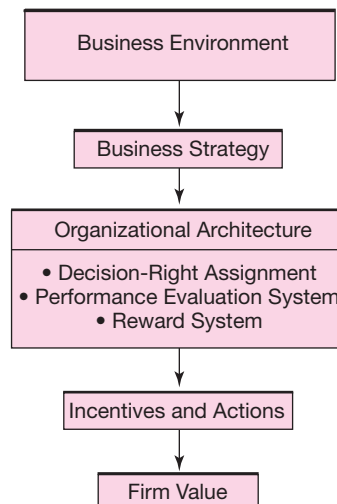 Business Environment
Business Strategy
Organizational Architecture
• Decision-Right Assignment
• Performance Evaluation System
• Reward System
Incentives and Actions
Firm Value